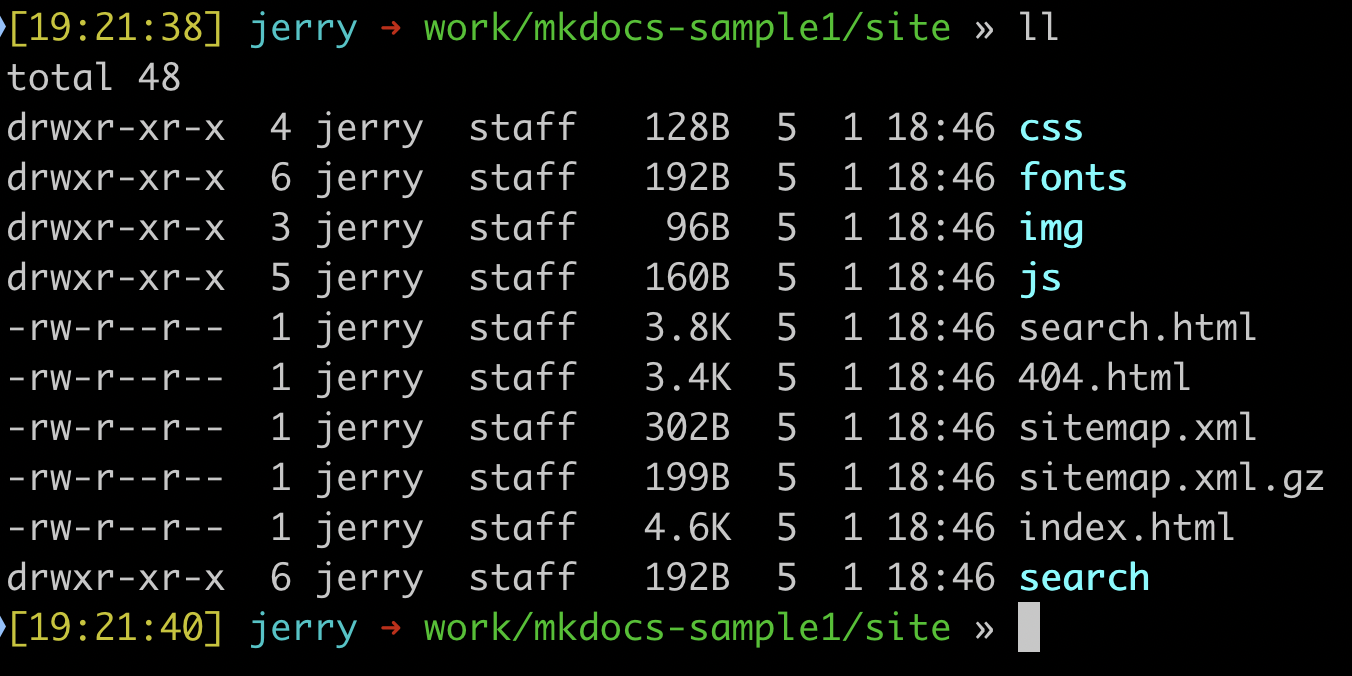 [19:21:38] jerry → work/mkdocs-sample1/site » ll
total 48
drwxr-xr-x  4 jerry  staff   128B  5  1 18:46 css
drwxr-xr-x  6 jerry  staff   192B  5  1 18:46 fonts
drwxr-xr-x  3 jerry  staff    96B  5  1 18:46 img
drwxr-xr-x  5 jerry  staff   160B  5  1 18:46 js
-rw-r--r--  1 jerry  staff   3.8K  5  1 18:46 search.html
-rw-r--r--  1 jerry  staff   3.4K  5  1 18:46 404.html
-rw-r--r--  1 jerry  staff   302B  5  1 18:46 sitemap.xml
-rw-r--r--  1 jerry  staff   199B  5  1 18:46 sitemap.xml.gz
-rw-r--r--  1 jerry  staff   4.6K  5  1 18:46 index.html
drwxr-xr-x  6 jerry  staff   192B  5  1 18:46 search
[19:21:40] jerry → work/mkdocs-sample1/site »